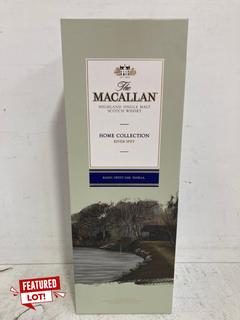 The
MACALLAN
HIGHLAND SINGLE MALT
SCOTCH WHISKY
HOME COLLECTION
RIVER SPEY
FEATURED
LOT!